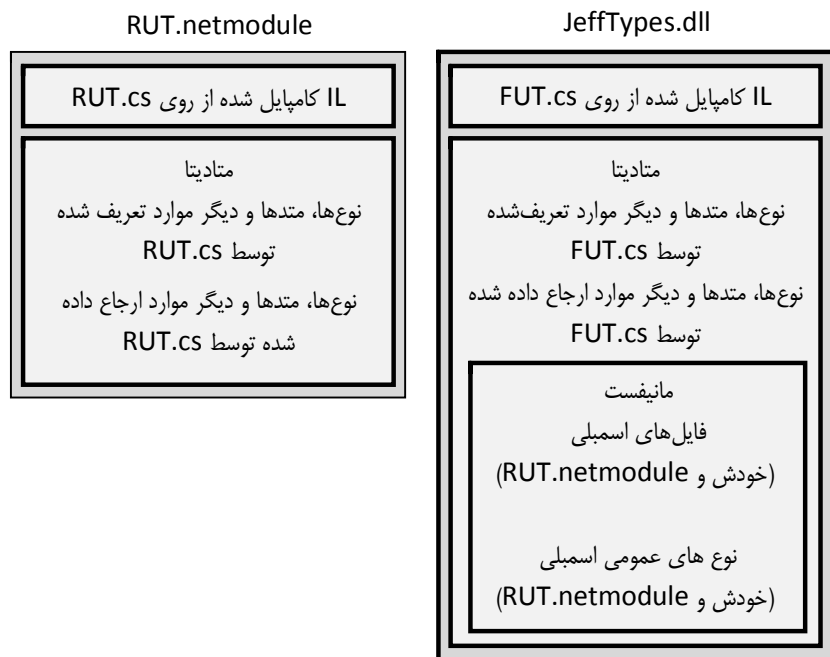 RUT.netmodule
IL کامپایل شده از روی RUT.cs
متادیتا
نوع‌ها، متدها و دیگر موارد تعریف شده
توسط RUT.cs
نوع‌ها، متدها و دیگر موارد ارجاع داده
شده توسط RUT.cs
JeffTypes.dll
IL کامپایل شده از روی FUT.cs
متادیتا
نوع‌ها، متدها و دیگر موارد تعریف‌شده
توسط FUT.cs
نوع‌ها، متدها و دیگر موارد ارجاع داده شده
توسط FUT.cs
مانیفست
فایل‌های اسمبلی
(خودش و RUT.netmodule)
نوع های عمومی اسمبلی
(خودش و RUT.netmodule)